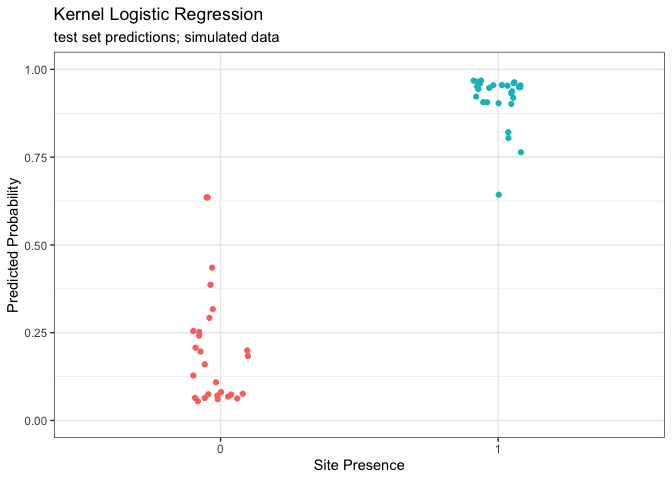 Kernel Logistic Regression
test set predictions; simulated data
1.00
0.75
0.50
0.25
0.00
Predicted Probability
0
1
Site Presence